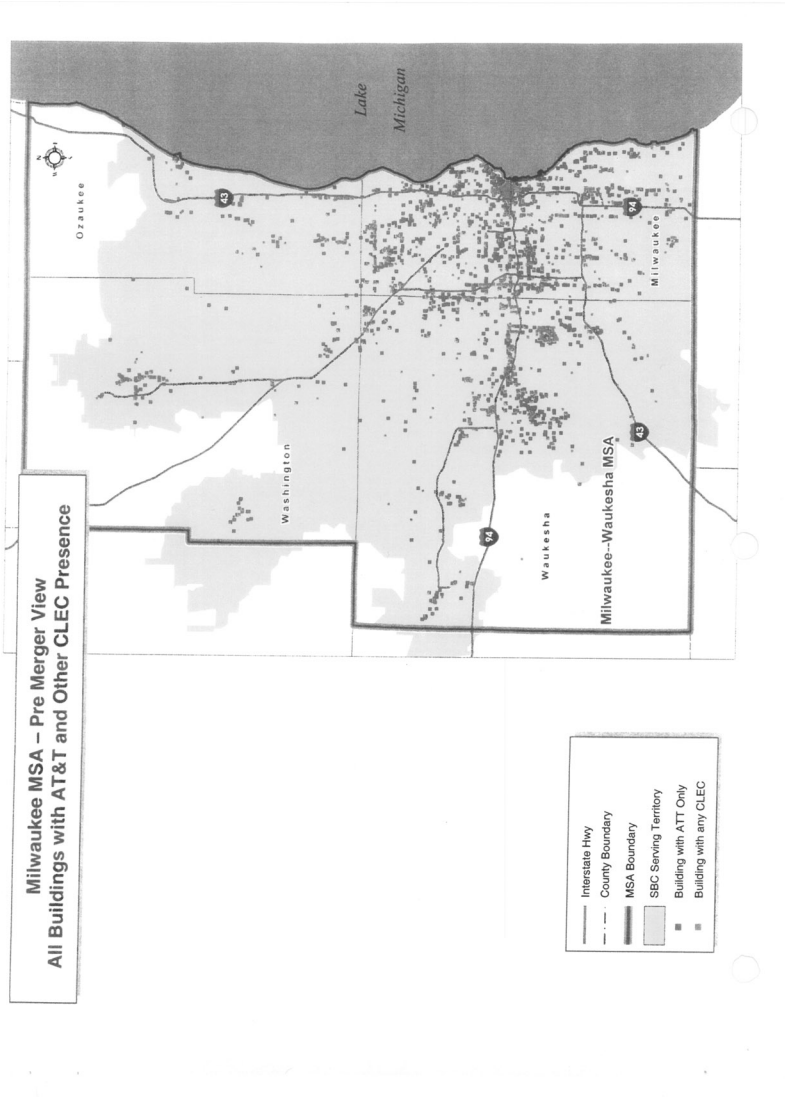 Milwaukee MSA – Pre Merger View
All Buildings with AT&T and Other CLEC Presence
Ozaukee
43
Lake
Michigan
Washington
94
Milwaukee
Waukesha
94
43
Milwaukee--Waukesha MSA
Interstate Hwy
County Boundary
MSA Boundary
SBC Serving Territory
Building with ATT Only
Building with any CLEC